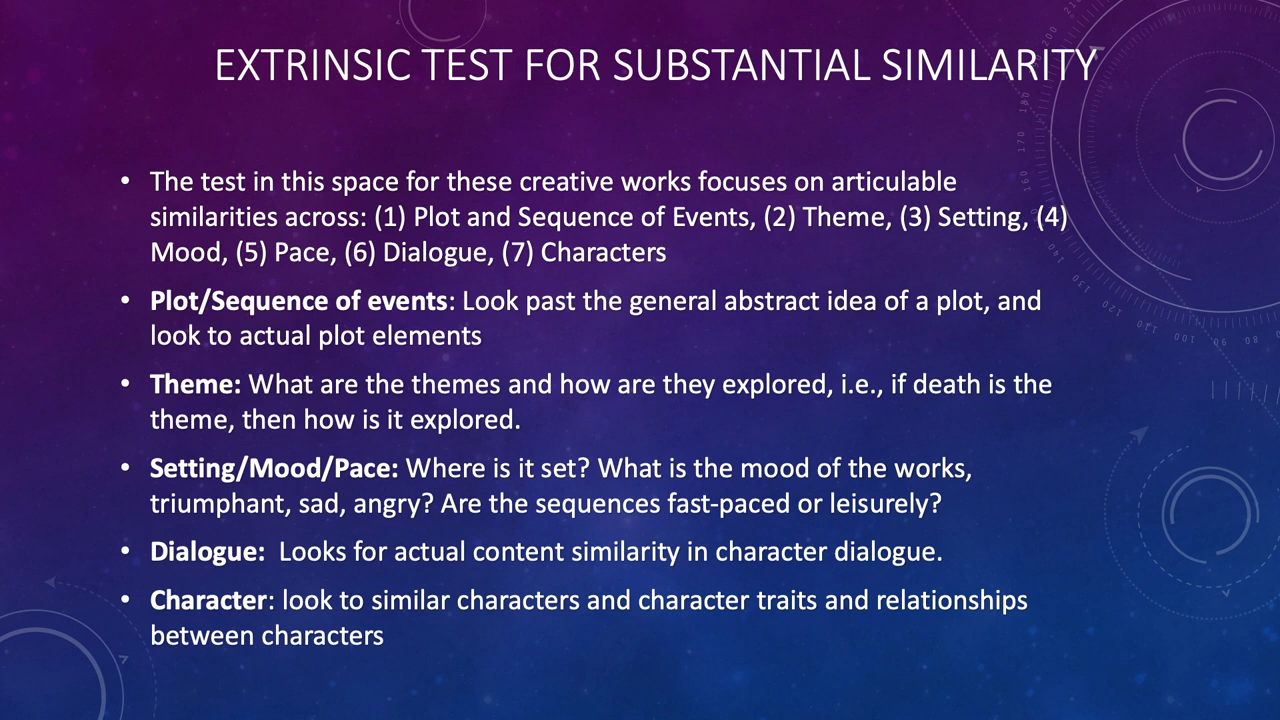 EXTRINSIC TEST FOR SUBSTANTIAL SIMILARITY
• The test in this space for these creative works focuses on articulable
similarities across: (1) Plot and Sequence of Events, (2) Theme, (3) Setting, (4)
Mood, (5) Pace, (6) Dialogue, (7) Characters
• Plot/Sequence of events: Look past the general abstract idea of a plot, and
look to actual plot elements
• Theme: What are the themes and how are they explored, i.e., if death is the
theme, then how is it explored.
• Setting/Mood/Pace: Where is it set? What is the mood of the works,
triumphant, sad, angry? Are the sequences fast-paced or leisurely?
• Dialogue:  Looks for actual content similarity in character dialogue.
• Character: look to similar characters and character traits and relationships
between characters